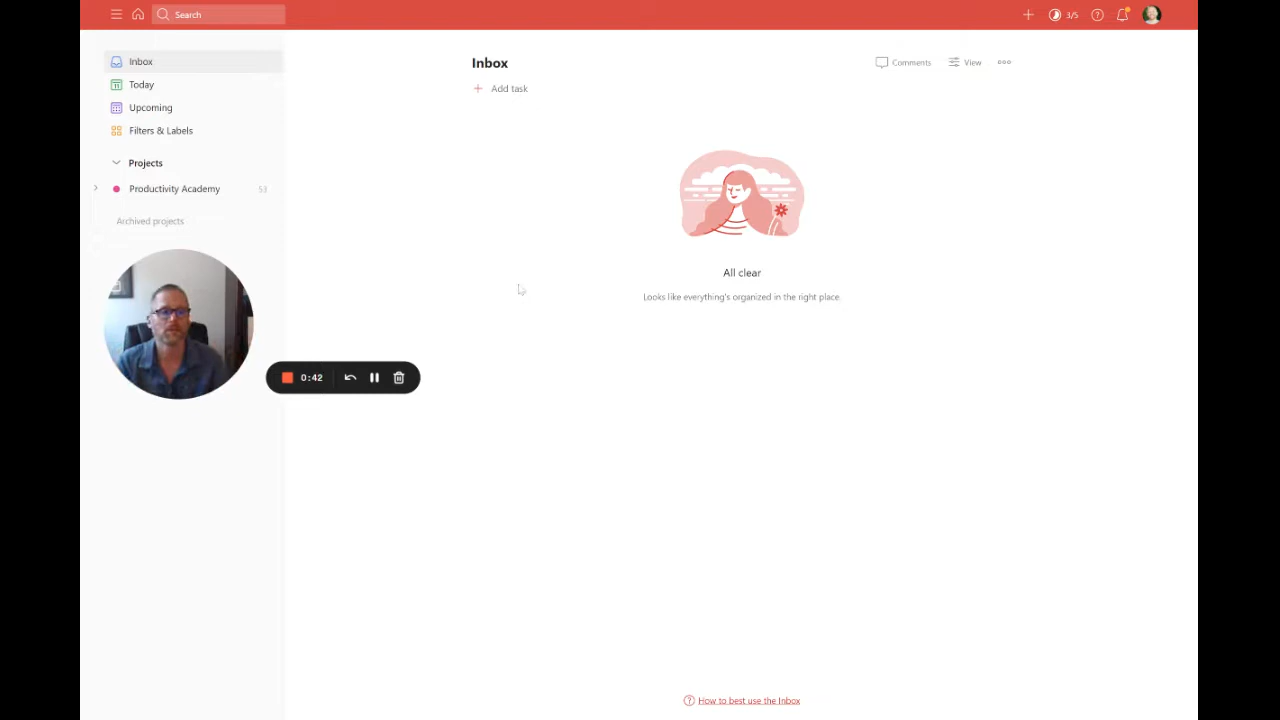 Search
3/5
Inbox
Today
Upcoming
Filters & Labels
Projects
Productivity Academy 53
Archived projects
0:42
Inbox
Comments
View
Add task
All clear
Looks like everything's organized in the right place.
How to best use the Inbox